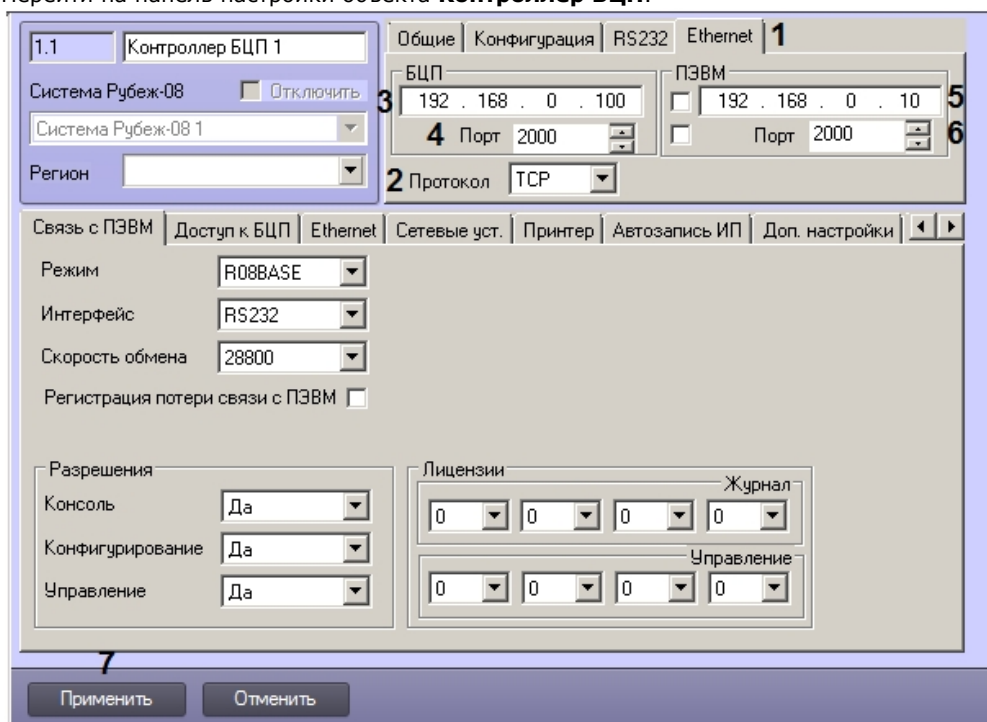 Перейти на панель настройки объекта Контроллер БЦП.
1.1 Контроллер БЦП 1
Система Рубеж-08 Отключить
Система Рубеж-08 1
Регион
Общие Конфигурация RS232 Ethernet 1
БЦП ПЭВМ
3 192 . 168 . 0 . 100 192 . 168 . 0 . 10 5
4 Порт 2000 Порт 2000 6
2 Протокол TCP
Связь с ПЭВМ Доступ к БЦП Ethernet Сетевые уст. Принтер Автозапись ИП Доп. настройки
Режим R08BASE
Интерфейс RS232
Скорость обмена 28800
Регистрация потери связи с ПЭВМ
Разрешения
Консоль Да
Конфигурирование Да
Управление Да
Лицензии
Журнал
0 0 0 0
Управление
0 0 0 0
7
Применить Отменить